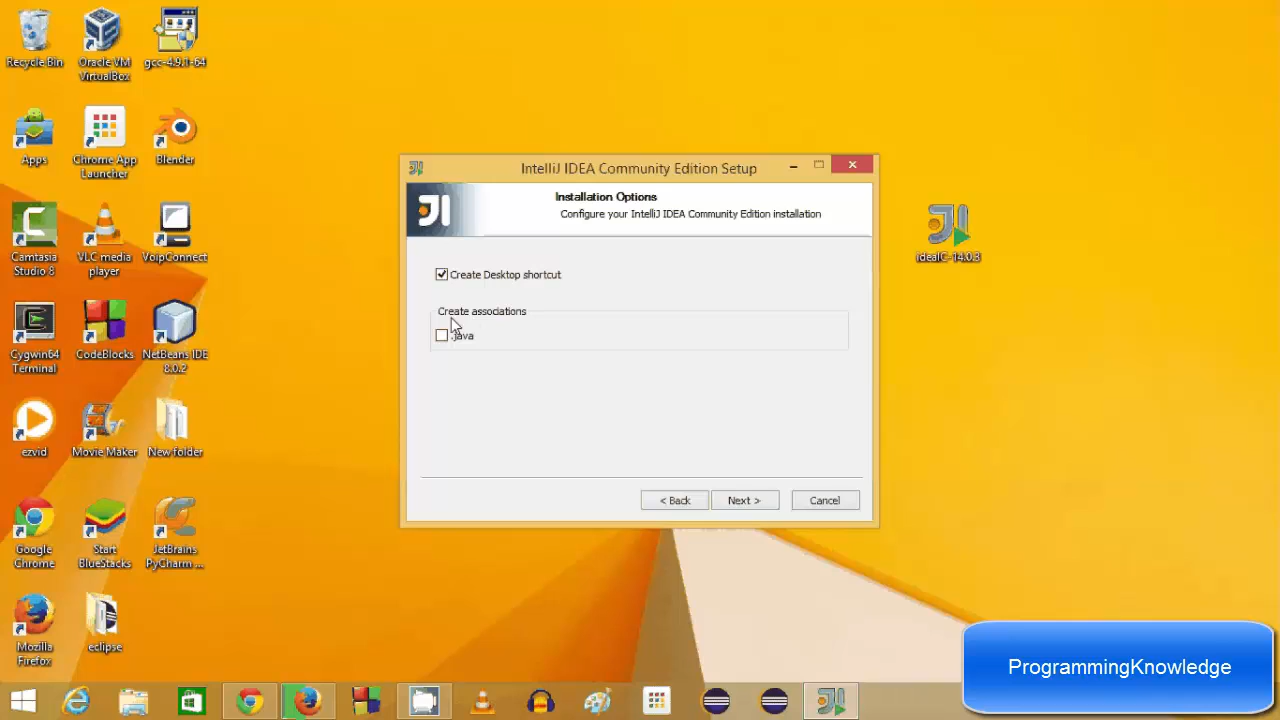 Recycle Bin
Oracle VM
VirtualBox
gcc-4.9.1-64
Apps
Chrome App
Launcher
Blender
Camtasia
Studio 8
VLC media
player
VoipConnect
Cygwin64
Terminal
CodeBlocks
NetBeans IDE
8.0.2
ezvid
Movie Maker
New folder
Google
Chrome
Start
BlueStacks
JetBrains
PyCharm ...
Mozilla
Firefox
eclipse
IntelliJ IDEA Community Edition Setup
JI
Installation Options
Configure your IntelliJ IDEA Community Edition installation
Create Desktop shortcut
Create associations
.java
< Back
Next >
Cancel
ideaIC-14.0.3
ProgrammingKnowledge